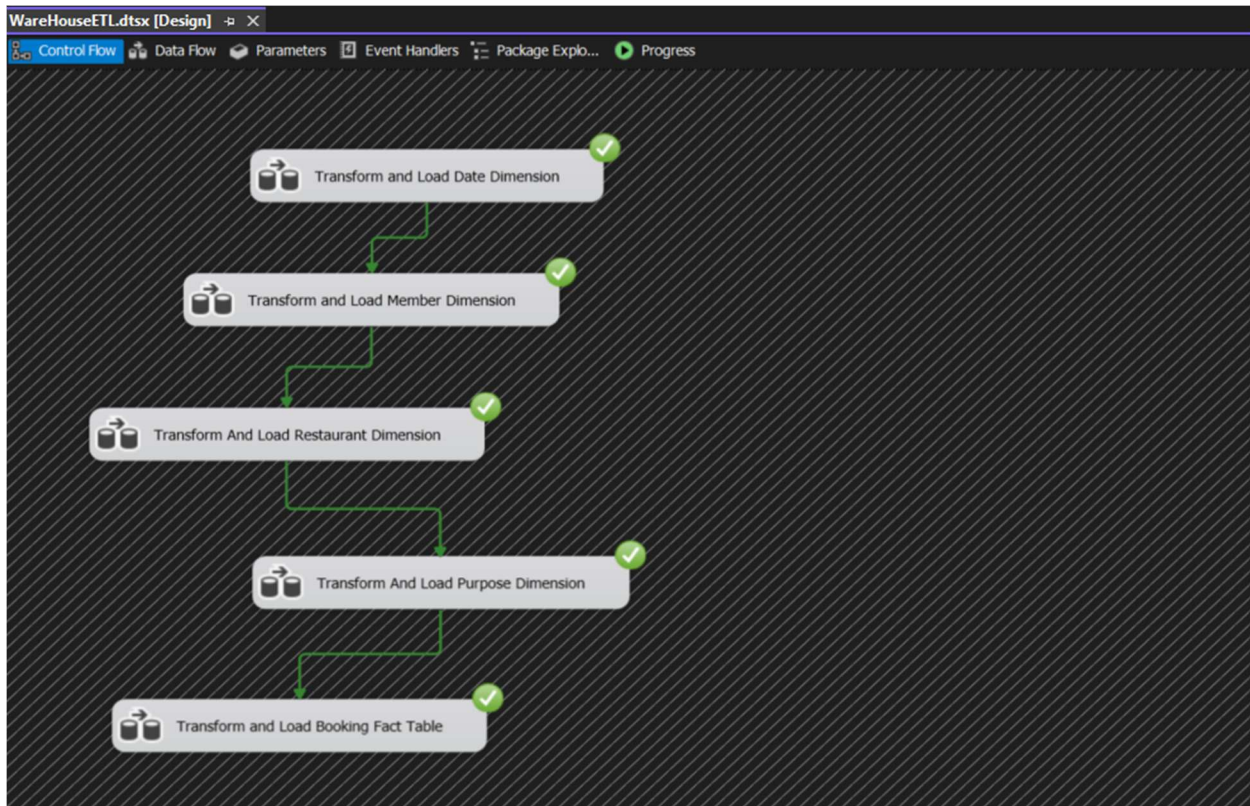 WareHouseETL.dtsx [Design]
Control Flow Data Flow Parameters Event Handlers Package Explo... Progress
Transform and Load Date Dimension
Transform and Load Member Dimension
Transform And Load Restaurant Dimension
Transform And Load Purpose Dimension
Transform and Load Booking Fact Table